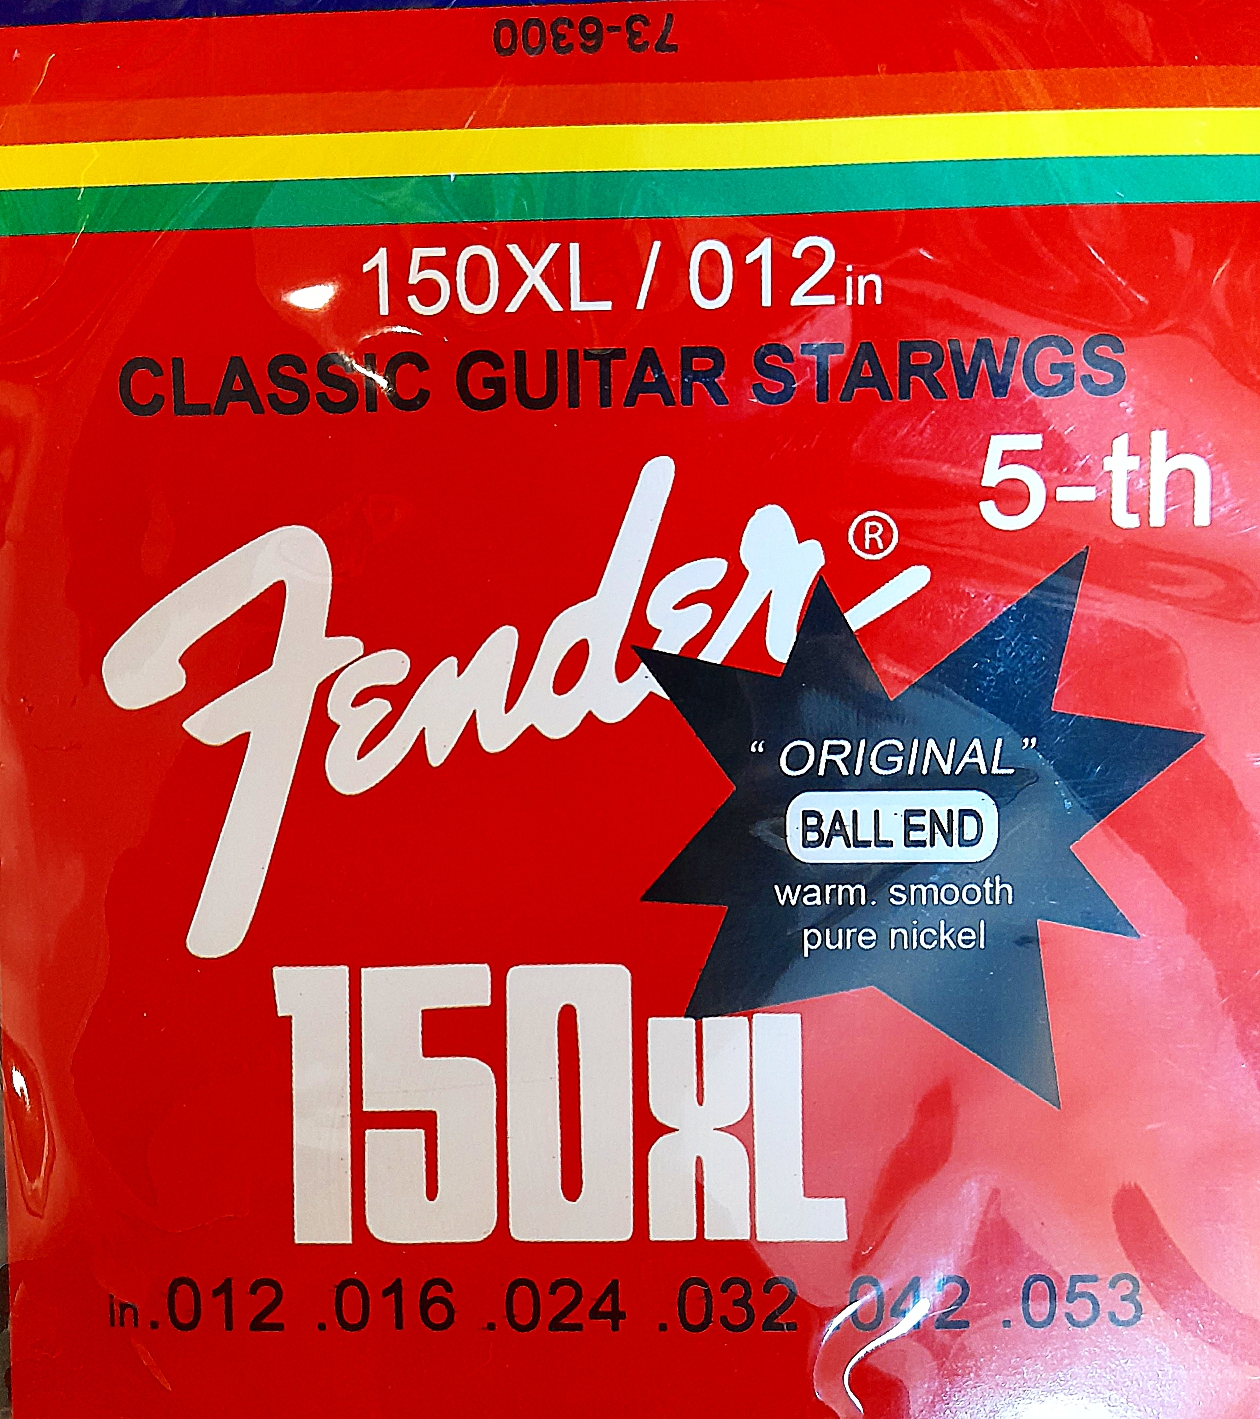 73-6300
150XL / 012in
CLASSIC GUITAR STARWGS
5-th
Fender®
“ ORIGINAL”
BALL END
warm. smooth
pure nickel
150XL
in.012 .016 .024 .032 .042 .053